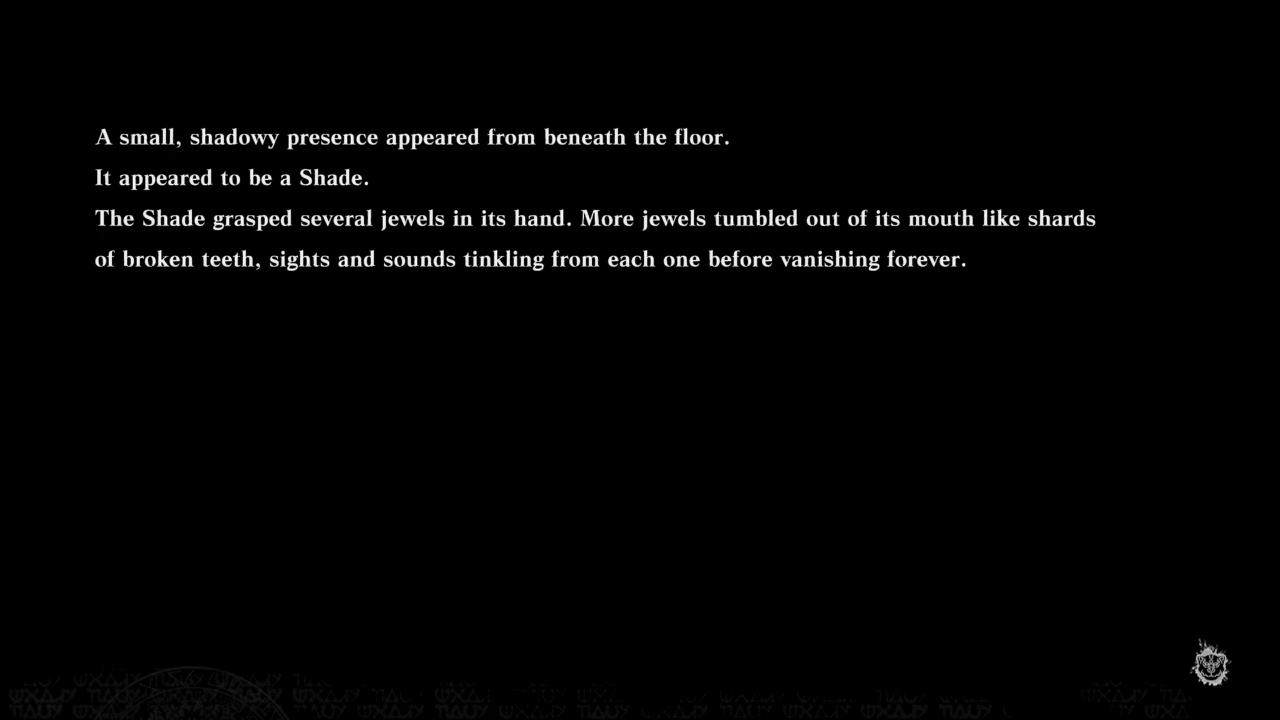 A small, shadowy presence appeared from beneath the floor.
It appeared to be a Shade.
The Shade grasped several jewels in its hand. More jewels tumbled out of its mouth like shards
of broken teeth, sights and sounds tinkling from each one before vanishing forever.